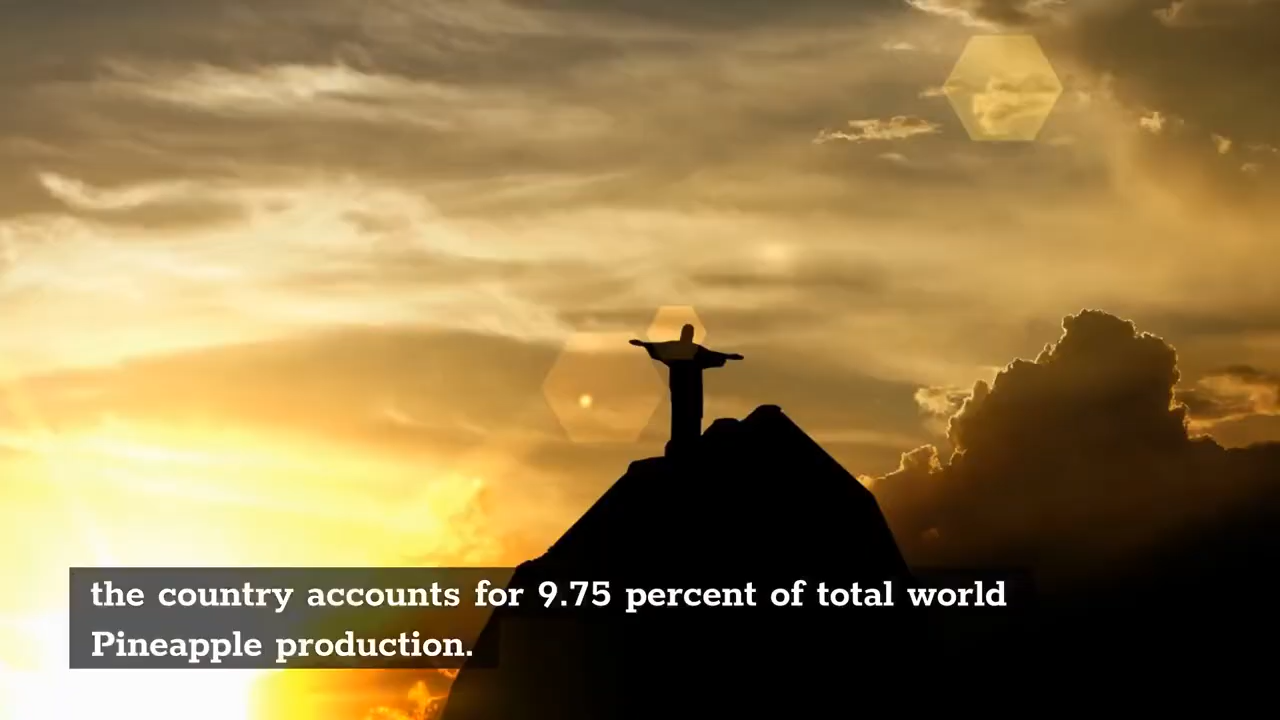 the country accounts for 9.75 percent of total world
Pineapple production.